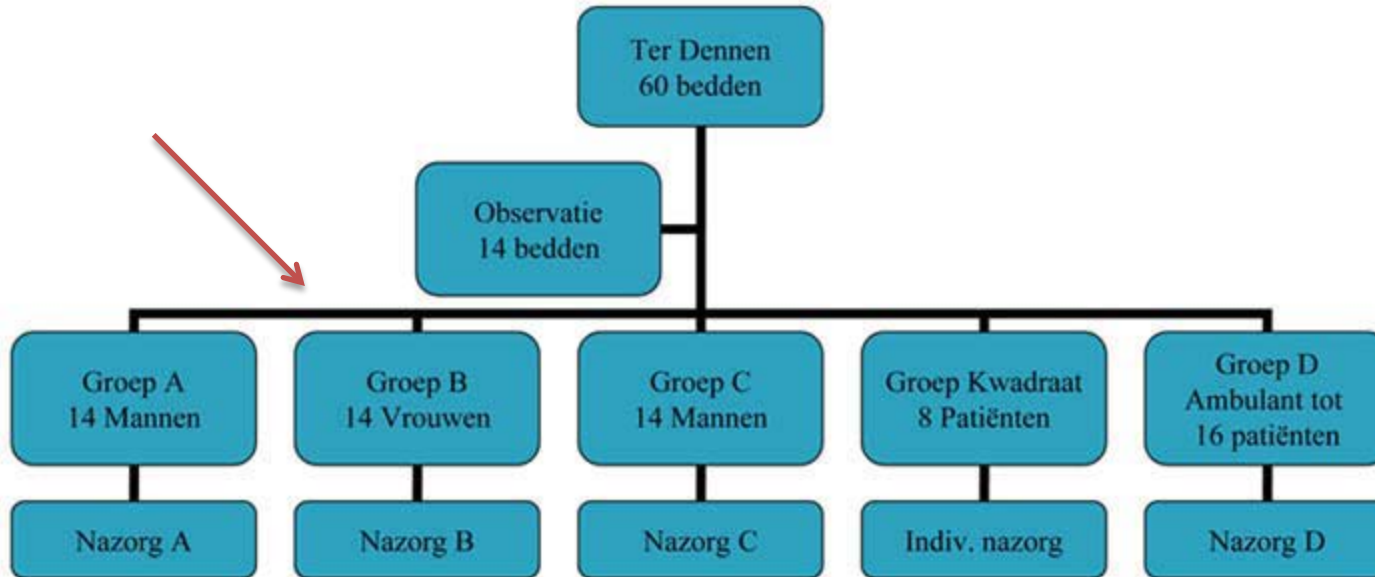 Ter Dennen
60 bedden
Observatie
14 bedden
Groep A
14 Mannen
Groep B
14 Vrouwen
Groep C
14 Mannen
Groep Kwadraat
8 Patiënten
Groep D
Ambulant tot
16 patiënten
Nazorg A
Nazorg B
Nazorg C
Indiv. nazorg
Nazorg D